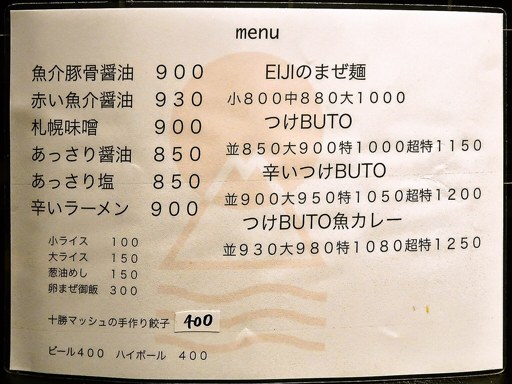 menu
魚介豚骨醤油 900
赤い魚介醤油 930
札幌味噌 900
あっさり醤油 850
あっさり塩 850
辛いラーメン 900
小ライス 100
大ライス 150
葱油めし 150
卵まぜ御飯 300
十勝マッシュの手作り餃子 400
ビール400 ハイボール 400
EIJIのまぜ麺
小800中880大1000
つけBUTO
並850大900特1000超特1150
辛いつけBUTO
並900大950特1050超特1200
つけBUTO魚カレー
並930大980特1080超特1250